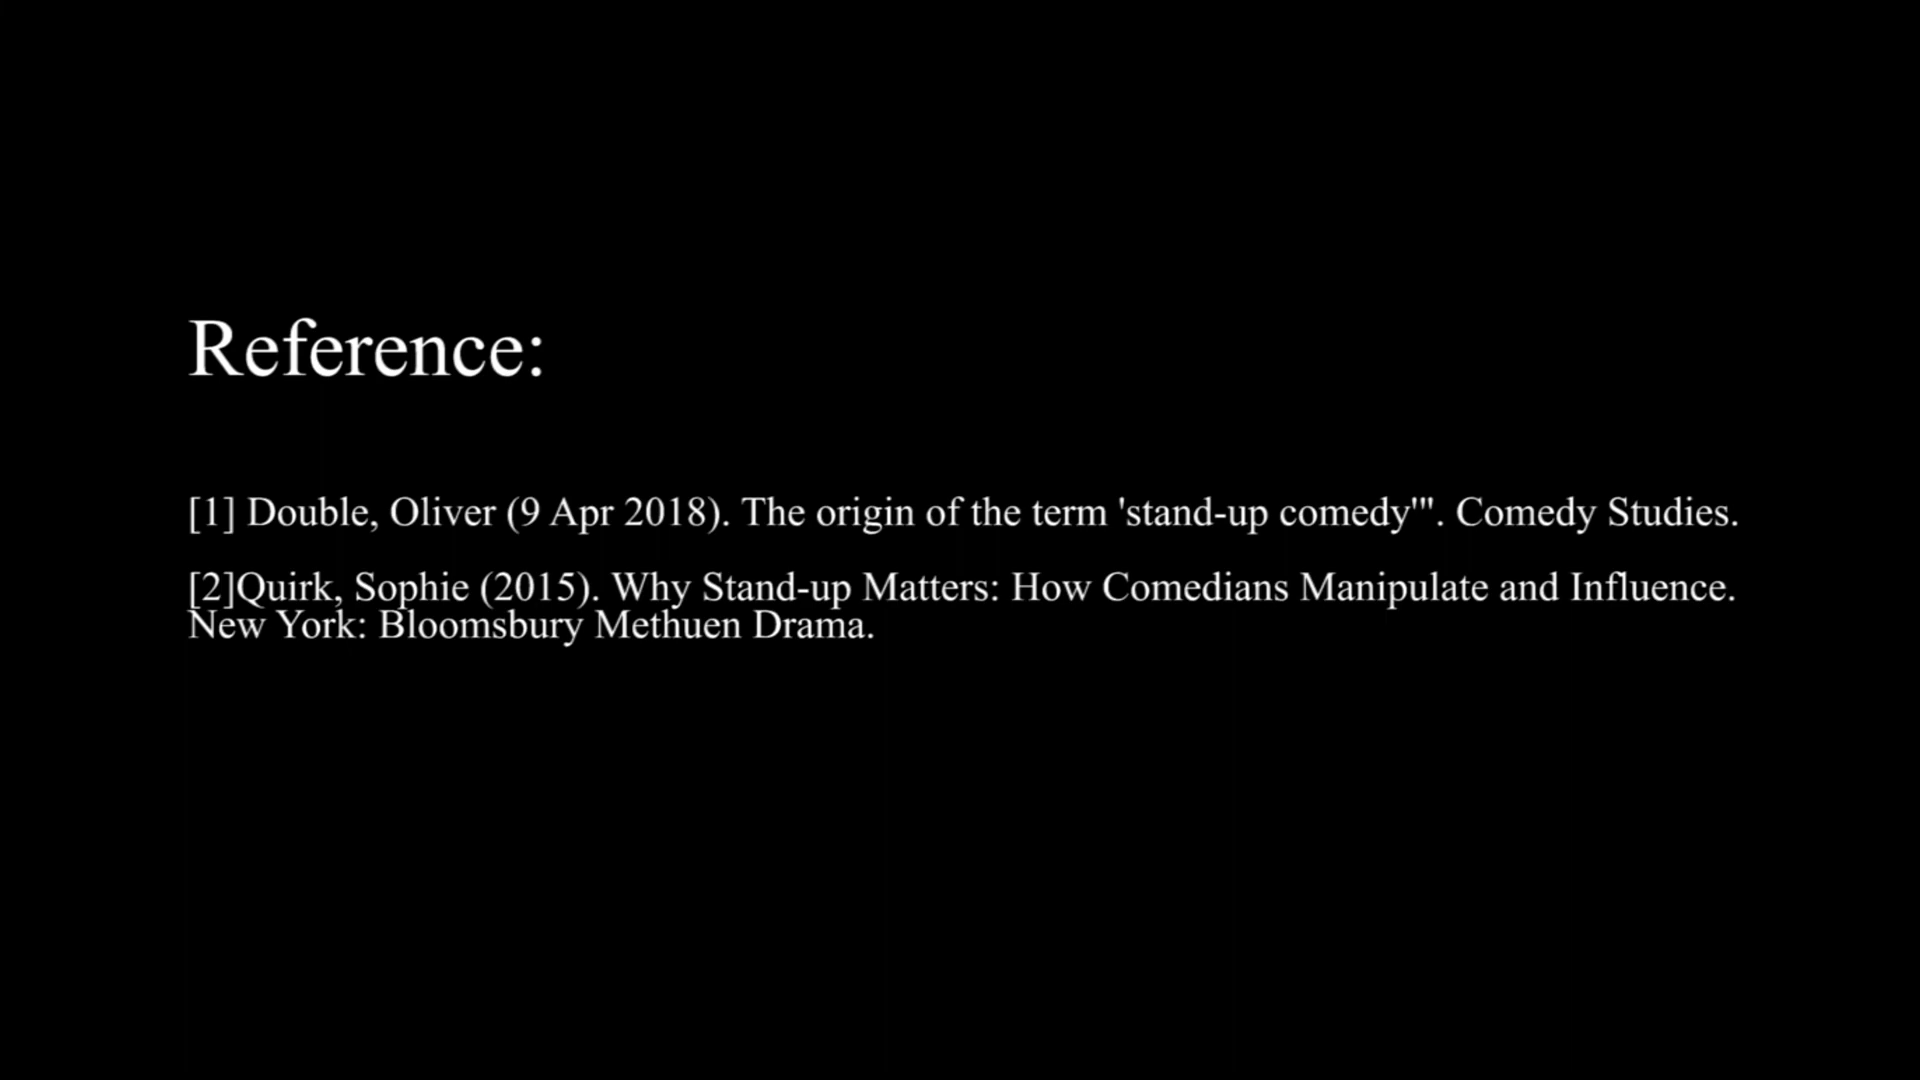 Reference:
[1] Double, Oliver (9 Apr 2018). The origin of the term 'stand-up comedy'". Comedy Studies.
[2]Quirk, Sophie (2015). Why Stand-up Matters: How Comedians Manipulate and Influence.
New York: Bloomsbury Methuen Drama.